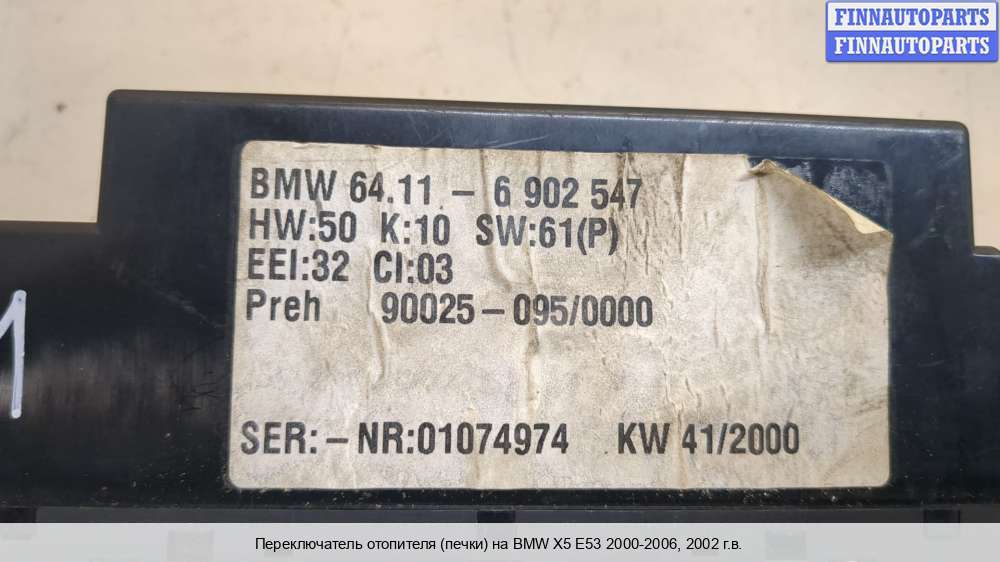 FINNAUTOPARTS
FINNAUTOPARTS
BMW 64.11 – 6 902 547
HW:50 K:10 SW:61(P)
EEI:32 CI:03
Preh 90025–095/0000
1
SER:–NR:01074974 KW 41/2000
Переключатель отопителя (печки) на BMW X5 E53 2000-2006, 2002 г.в.